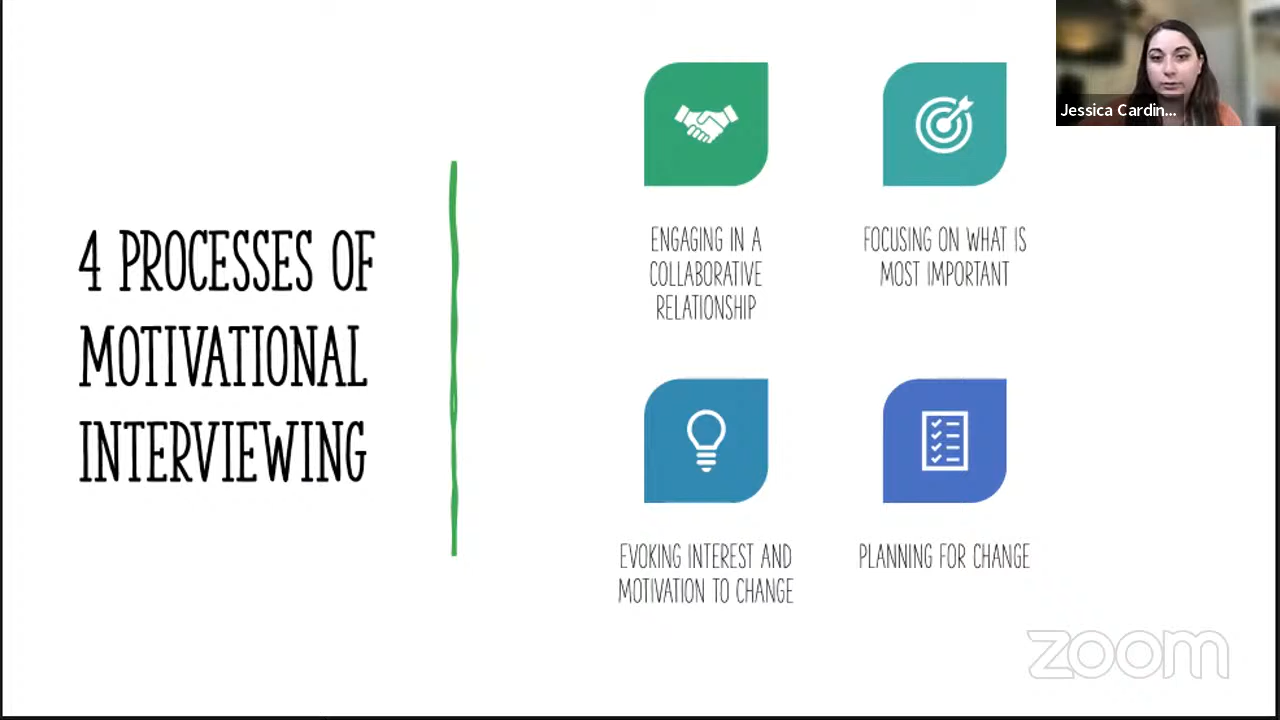 Jessica Cardin...
4 PROCESSES OF
MOTIVATIONAL
INTERVIEWING
ENGAGING IN A
COLLABORATIVE
RELATIONSHIP
FOCUSING ON WHAT IS
MOST IMPORTANT
EVOKING INTEREST AND
MOTIVATION TO CHANGE
PLANNING FOR CHANGE
zoom